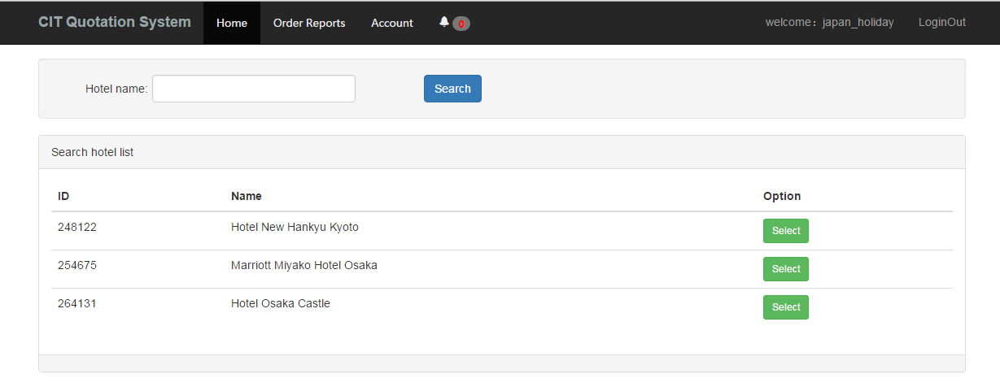 CIT Quotation System Home Order Reports Account 0 welcome：japan_holiday LoginOut
Hotel name: Search
Search hotel list
ID Name Option
248122 Hotel New Hankyu Kyoto Select
254675 Marriott Miyako Hotel Osaka Select
264131 Hotel Osaka Castle Select